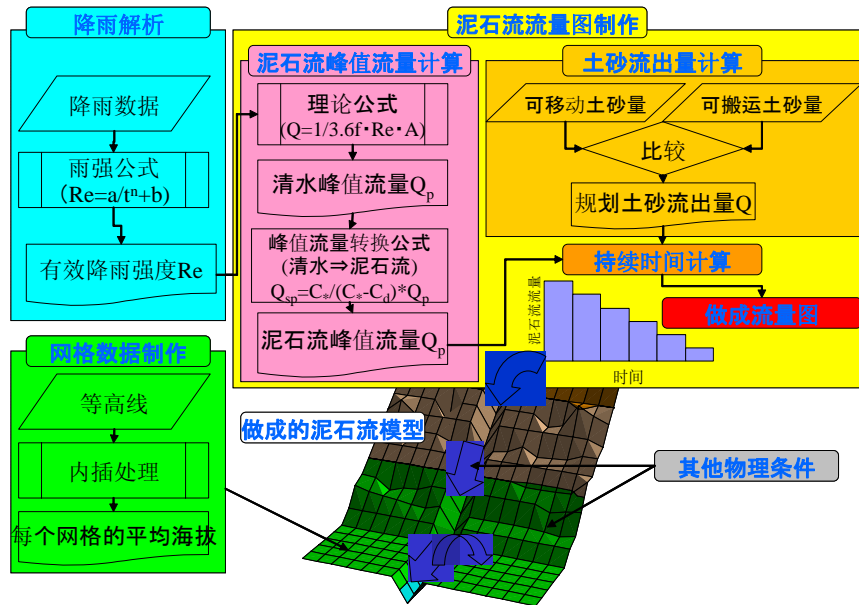 降雨解析
降雨数据
雨强公式
(Re=a/tⁿ+b)
有效降雨强度Re
泥石流流量图制作
泥石流峰值流量计算
理论公式
(Q=1/3.6f·Re·A)
清水峰值流量Qₚ
峰值流量转换公式
(清水⇒泥石流)
Qsp=C*/(C*-Cd)*Qp
泥石流峰值流量Qₚ
土砂流出量计算
可移动土砂量
可搬运土砂量
比较
规划土砂流出量Q
持续时间计算
做成流量图
泥石流流量
时间
网格数据制作
等高线
内插处理
每个网格的平均海拔
做成的泥石流模型
其他物理条件